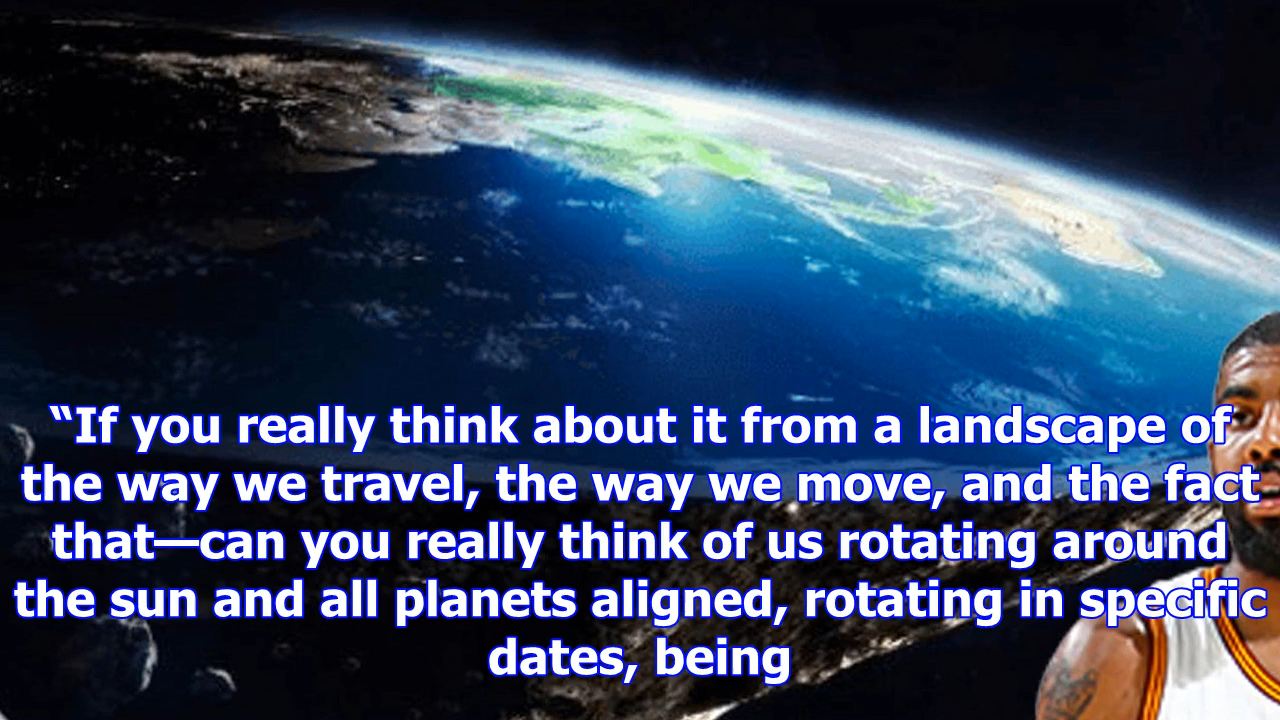 “If you really think about it from a landscape of
the way we travel, the way we move, and the fact
that—can you really think of us rotating around
the sun and all planets aligned, rotating in specific
dates, being